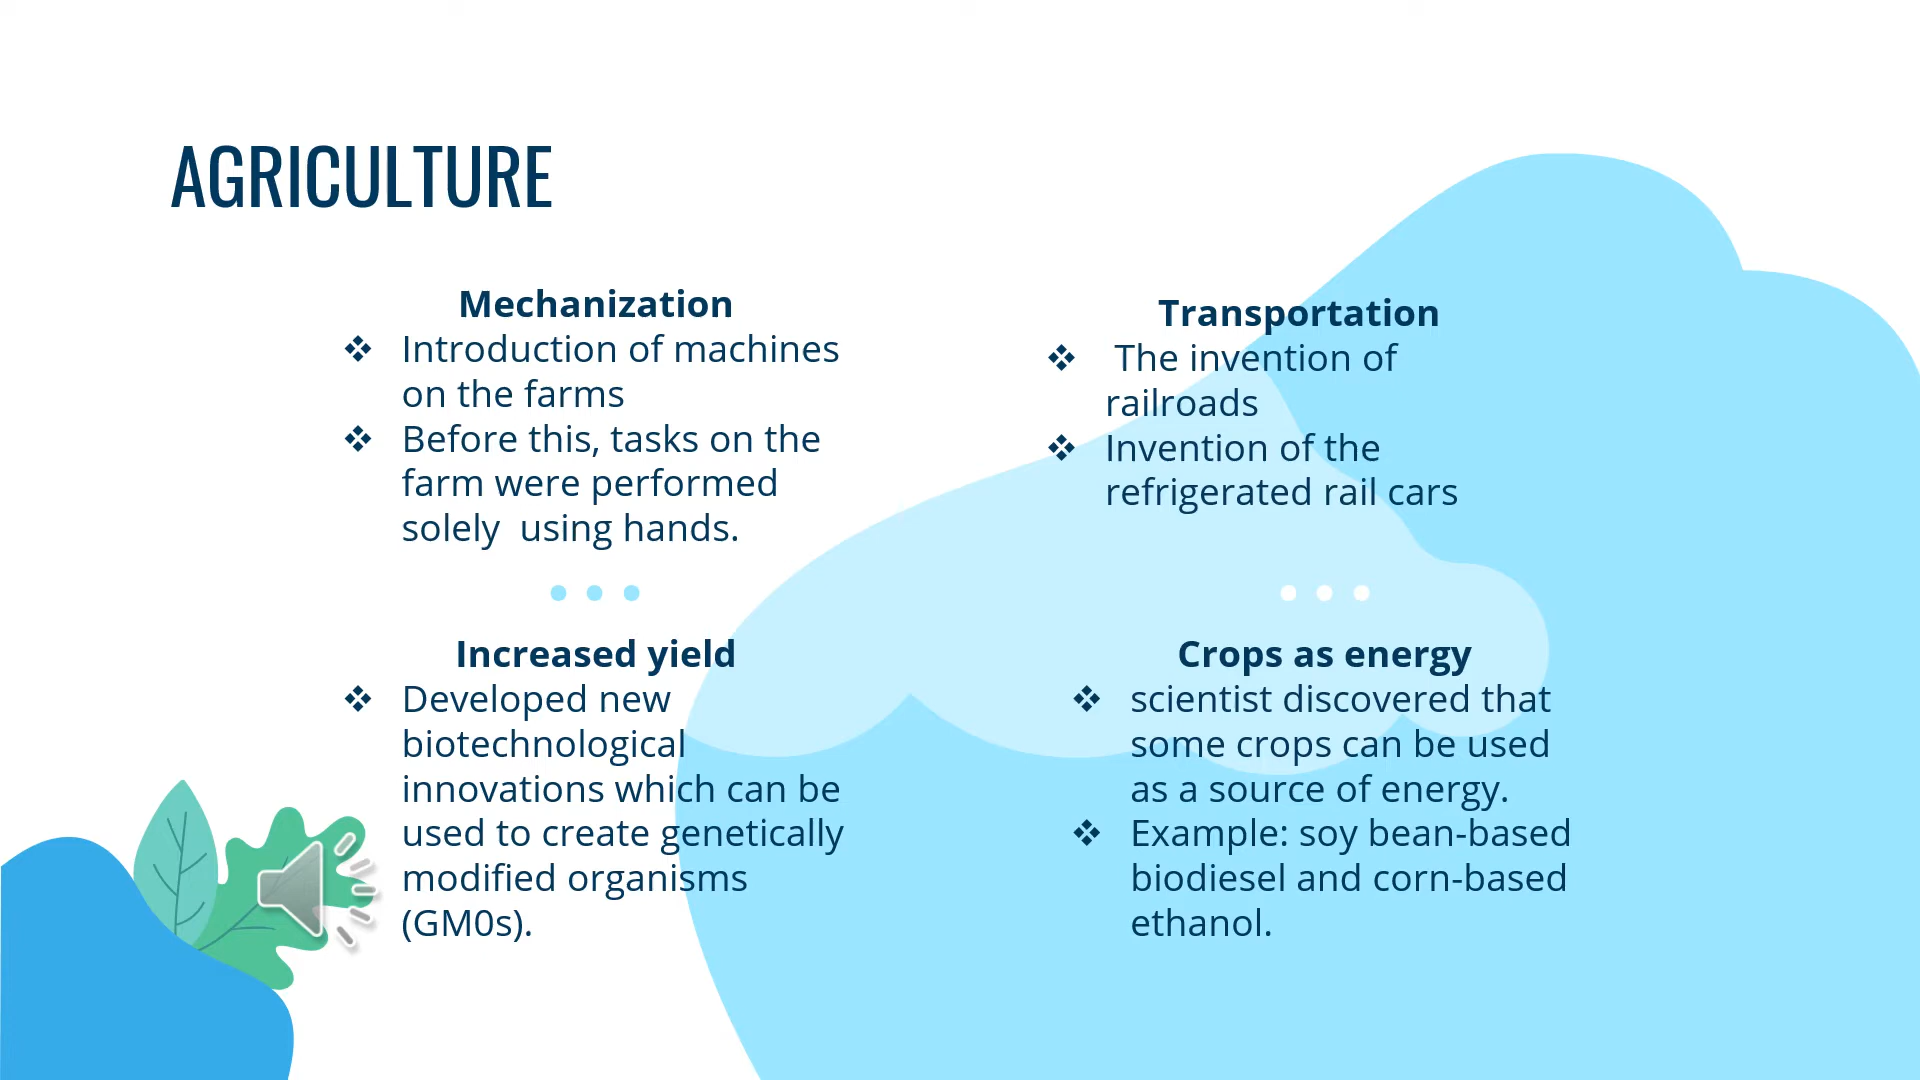 AGRICULTURE
Mechanization
❖ Introduction of machines
on the farms
❖ Before this, tasks on the
farm were performed
solely  using hands.
Transportation
❖ The invention of
railroads
❖ Invention of the
refrigerated rail cars
Increased yield
❖ Developed new
biotechnological
innovations which can be
used to create genetically
modified organisms
(GM0s).
Crops as energy
❖ scientist discovered that
some crops can be used
as a source of energy.
❖ Example: soy bean-based
biodiesel and corn-based
ethanol.